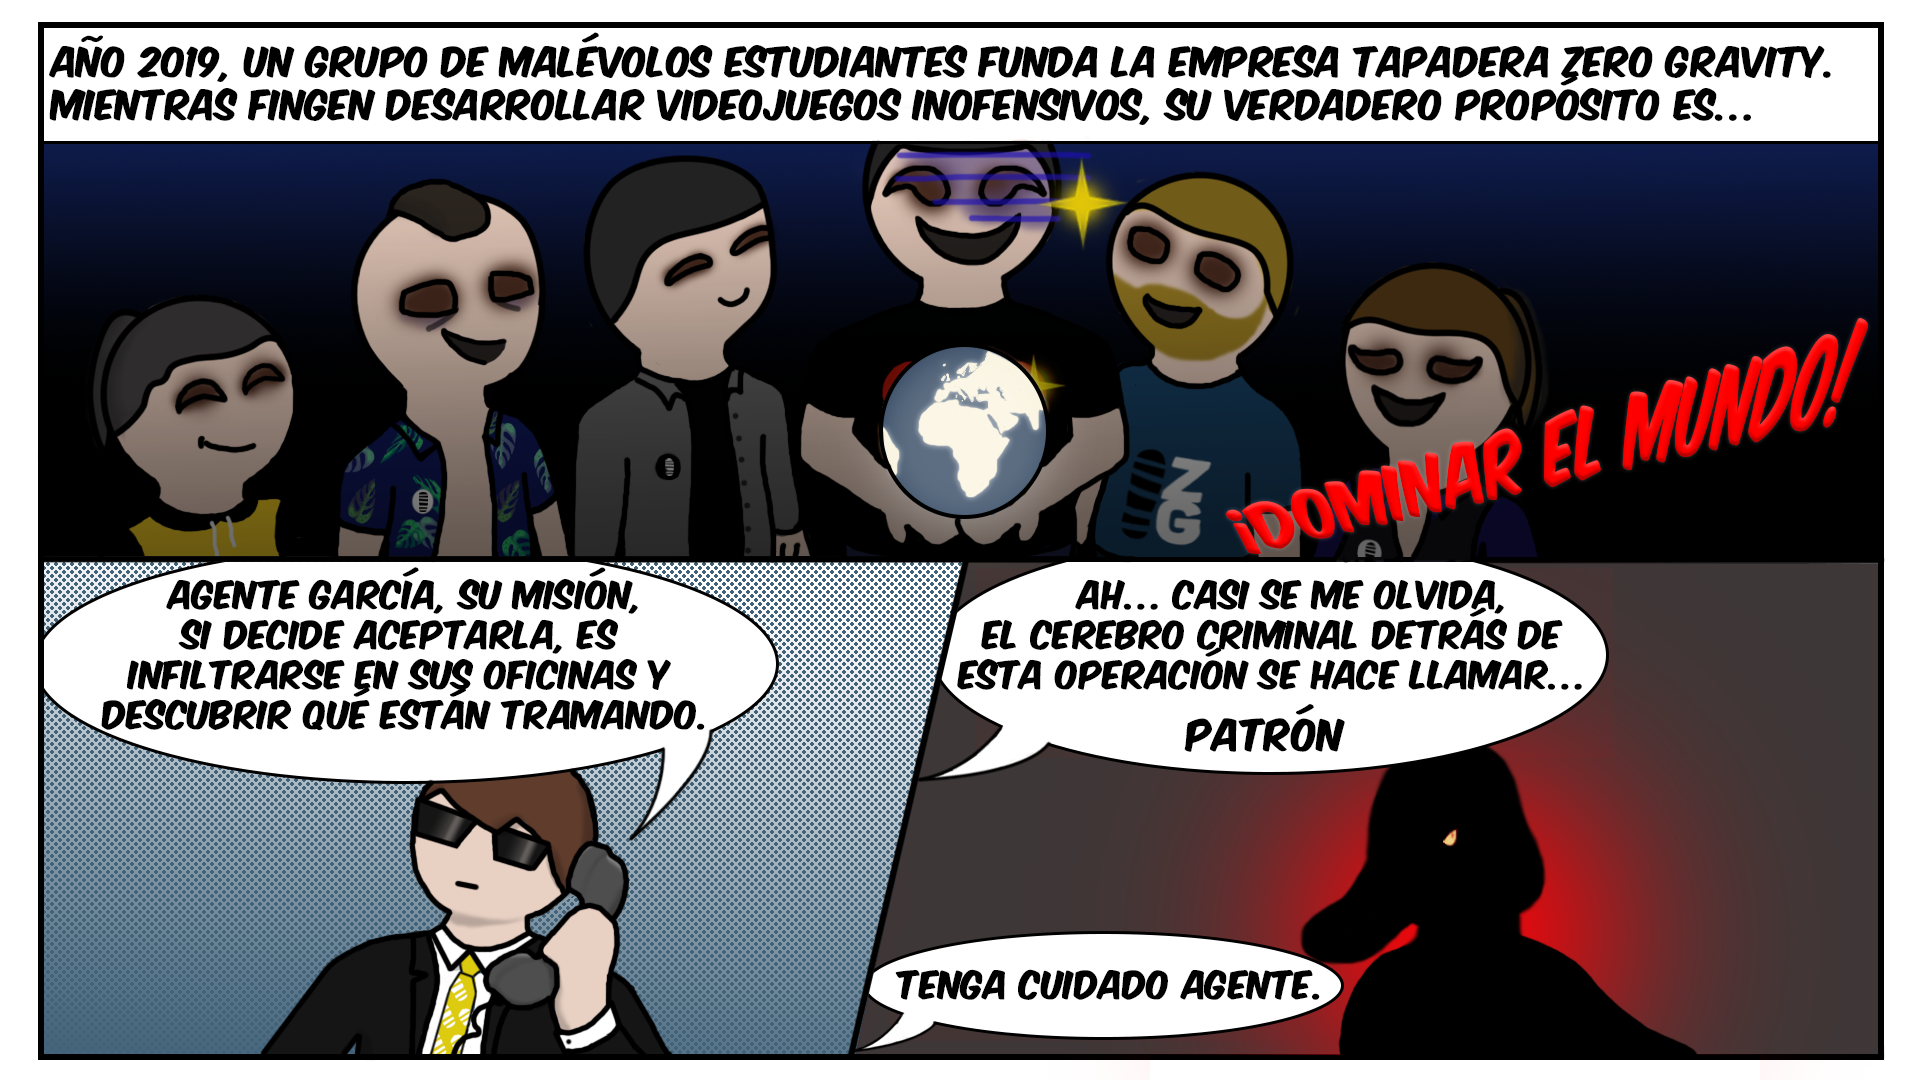 AÑO 2019, UN GRUPO DE MALÉVOLOS ESTUDIANTES FUNDA LA EMPRESA TAPADERA ZERO GRAVITY.
MIENTRAS FINGEN DESARROLLAR VIDEOJUEGOS INOFENSIVOS, SU VERDADERO PROPÓSITO ES...
¡DOMINAR EL MUNDO!
Z
G
AGENTE GARCÍA, SU MISIÓN,
SI DECIDE ACEPTARLA, ES
INFILTRARSE EN SUS OFICINAS Y
DESCUBRIR QUÉ ESTÁN TRAMANDO.
AH... CASI SE ME OLVIDA,
EL CEREBRO CRIMINAL DETRÁS DE
ESTA OPERACIÓN SE HACE LLAMAR...
PATRÓN
TENGA CUIDADO AGENTE.